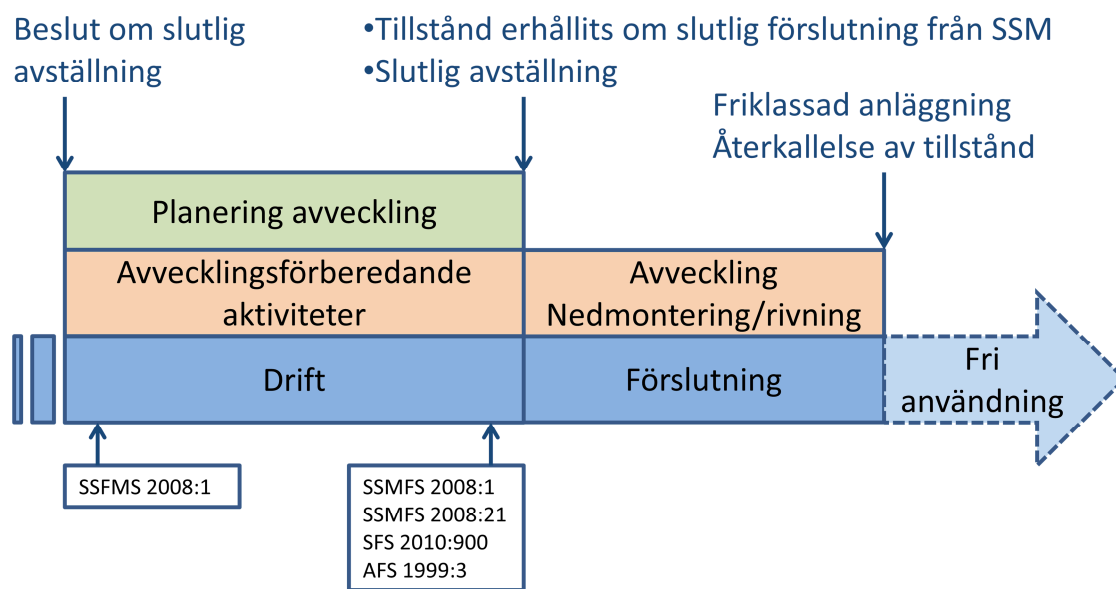 Beslut om slutlig
avställning
•Tillstånd erhållits om slutlig förslutning från SSM
•Slutlig avställning
Friklassad anläggning
Återkallelse av tillstånd
Planering avveckling
Avvecklingsförberedande
aktiviteter
Avveckling
Nedmontering/rivning
Drift
Förslutning
Fri
användning
SSFMS 2008:1
SSMFS 2008:1
SSMFS 2008:21
SFS 2010:900
AFS 1999:3